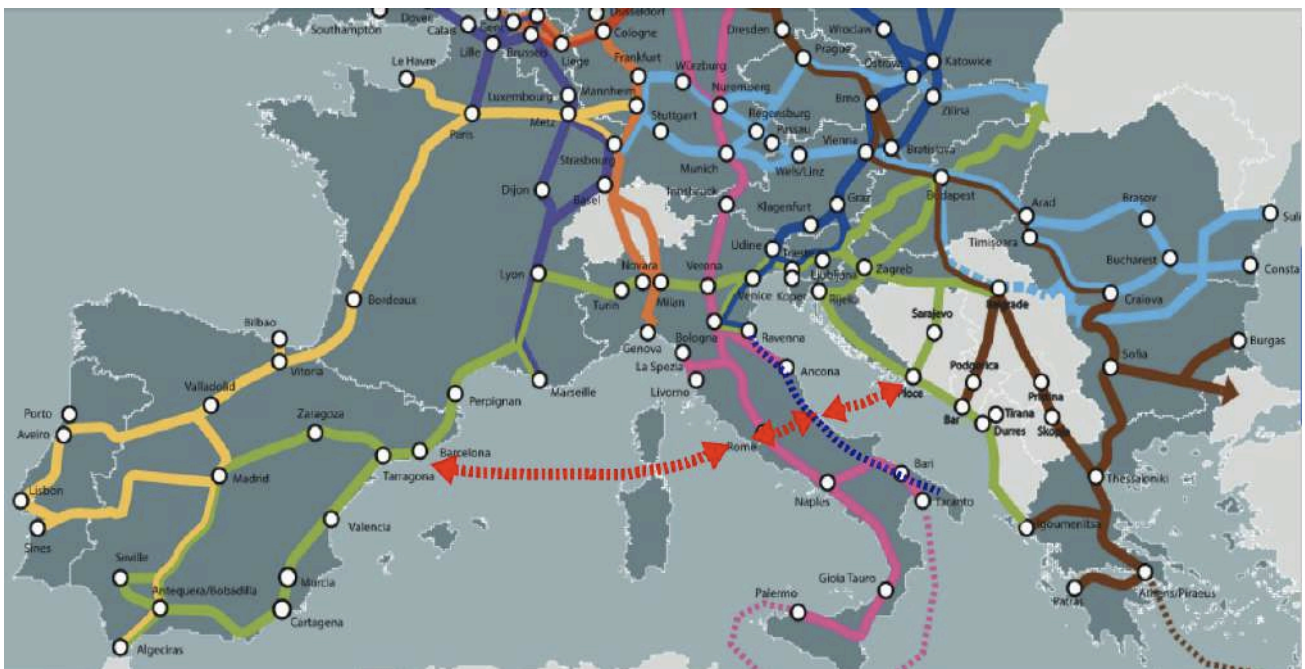 Southampton
Dover
Calais
Lille
Brussel
Liege
Cologne
Frankfurt
Dresden
Prague
Wroclaw
Katowice
Le Havre
Luxembourg
Mannheim
Würzburg
Nuremberg
Brno
Zilina
Paris
Metz
Stuttgart
Regensburg
Passau
Strasbourg
Munich
Wels/Linz
Vienna
Bratislava
Dijon
Basel
Innsbruck
Klagenfurt
Graz
Budapest
Arad
Brașov
Timișoara
Udine
Lyon
Novara
Verona
Ljubljana
Zagreb
Bucharest
Turin
Milan
Venice
Koper
Rijeka
Belgrade
Craiova
Bordeaux
Bilbao
Genova
Bologna
Ravenna
Sarajevo
Burgas
Vitoria
La Spezia
Ancona
Podgorica
Sofia
Valladolid
Marseille
Livorno
Ploce
Pristina
Porto
Zaragoza
Perpignan
Tirana
Aveiro
Barcelona
Rome
Bar
Durres
Skopje
Madrid
Tarragona
Bari
Thessaloniki
Lisbon
Naples
Taranto
Sines
Valencia
Igoumenitsa
Seville
Murcia
Gioia Tauro
Antequera/Bobadilla
Palermo
Patras
Athens/Piraeus
Cartagena
Algeciras